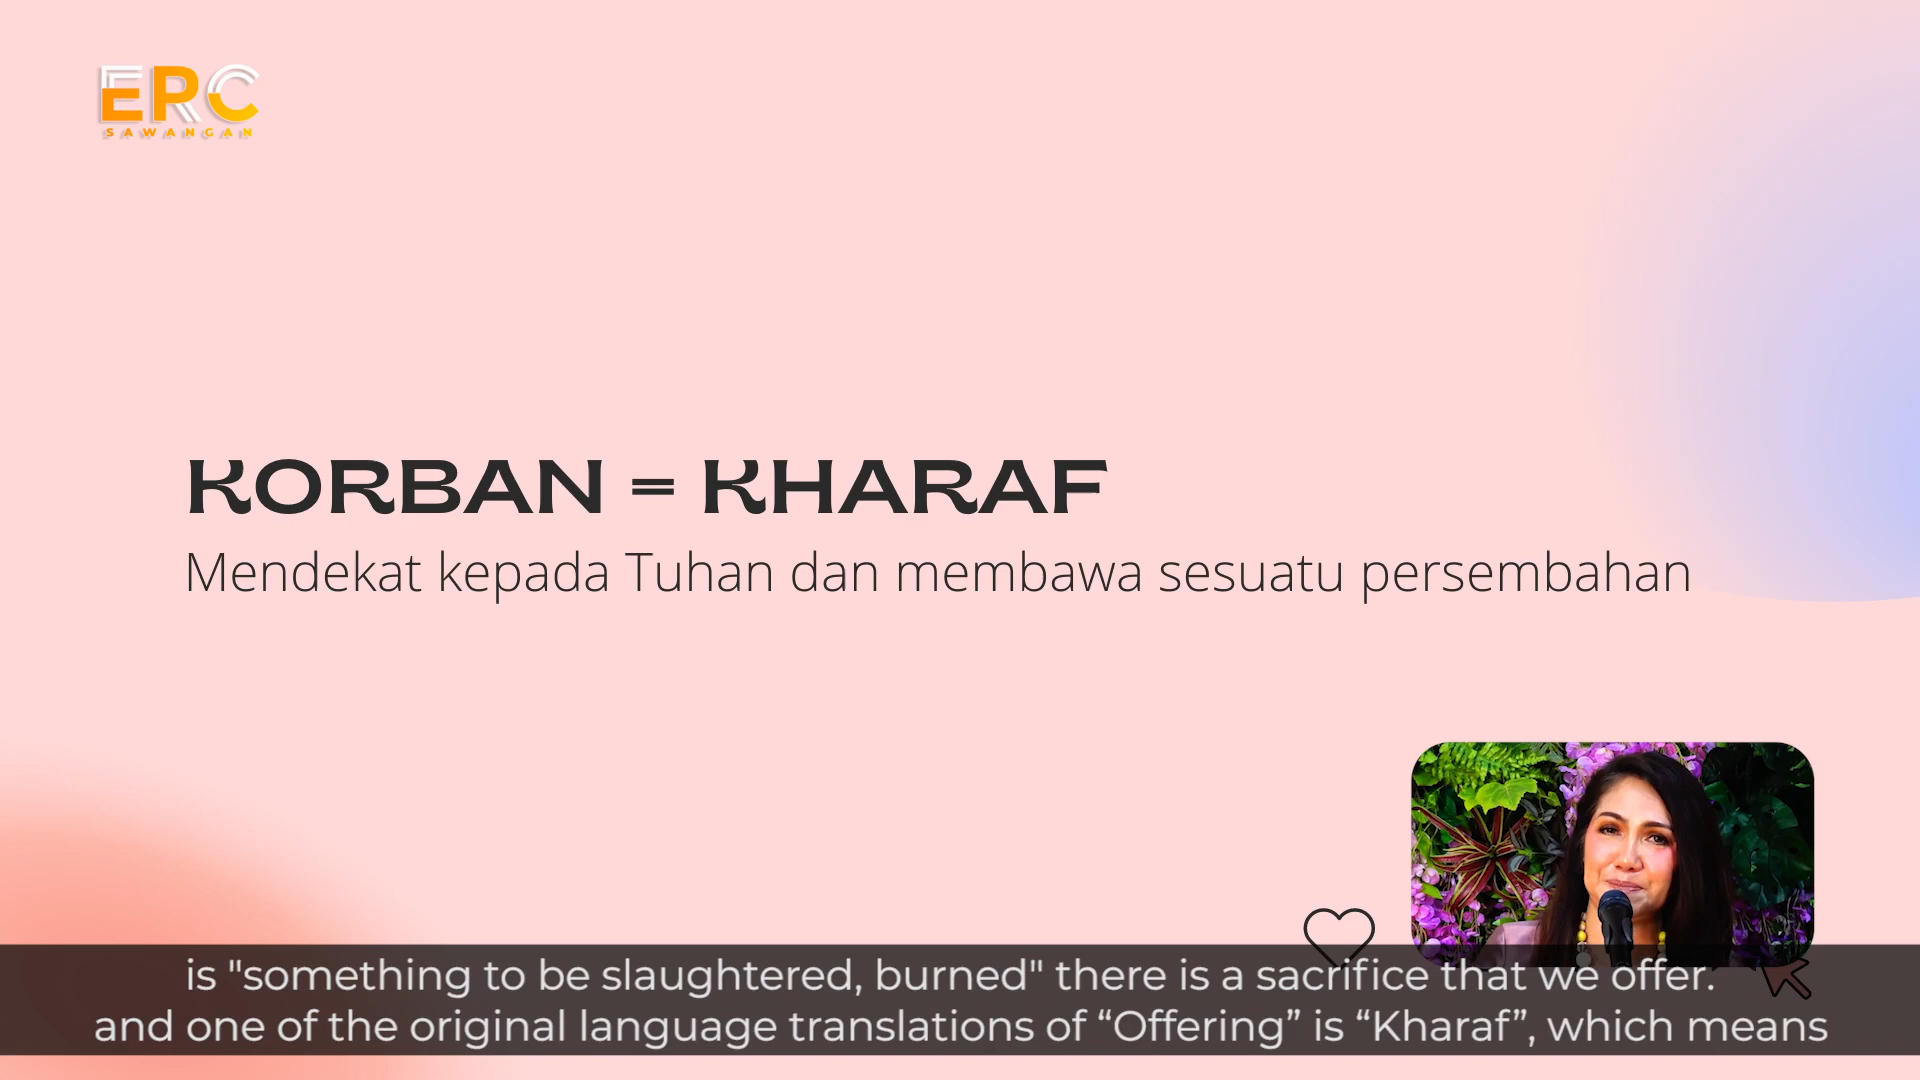 ERC
SAWANGAN
KORBAN = KHARAF
Mendekat kepada Tuhan dan membawa sesuatu persembahan
is "something to be slaughtered, burned" there is a sacrifice that we offer.
and one of the original language translations of “Offering” is “Kharaf”, which means